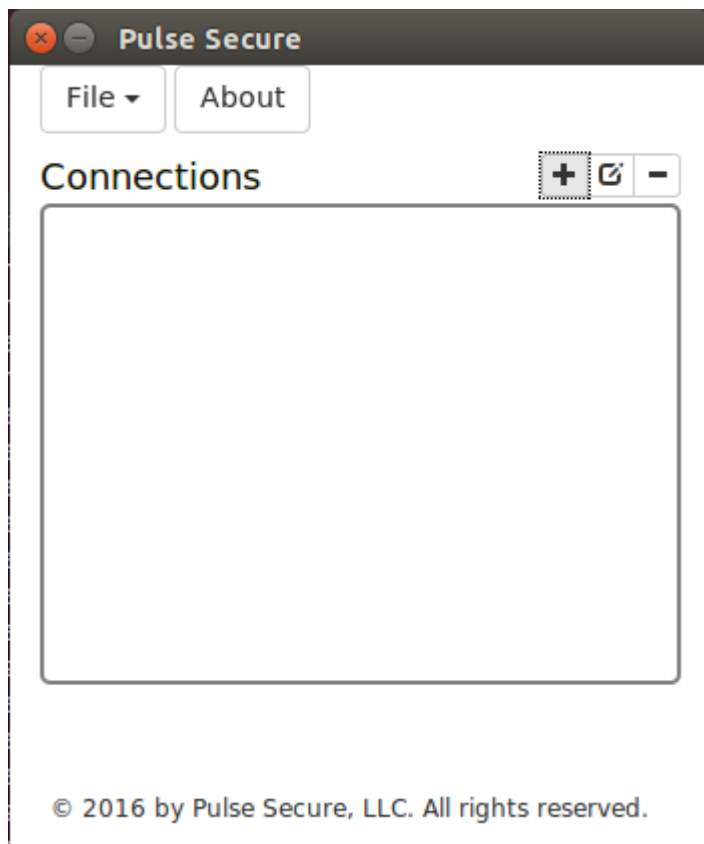 Pulse Secure
File About
Connections
© 2016 by Pulse Secure, LLC. All rights reserved.